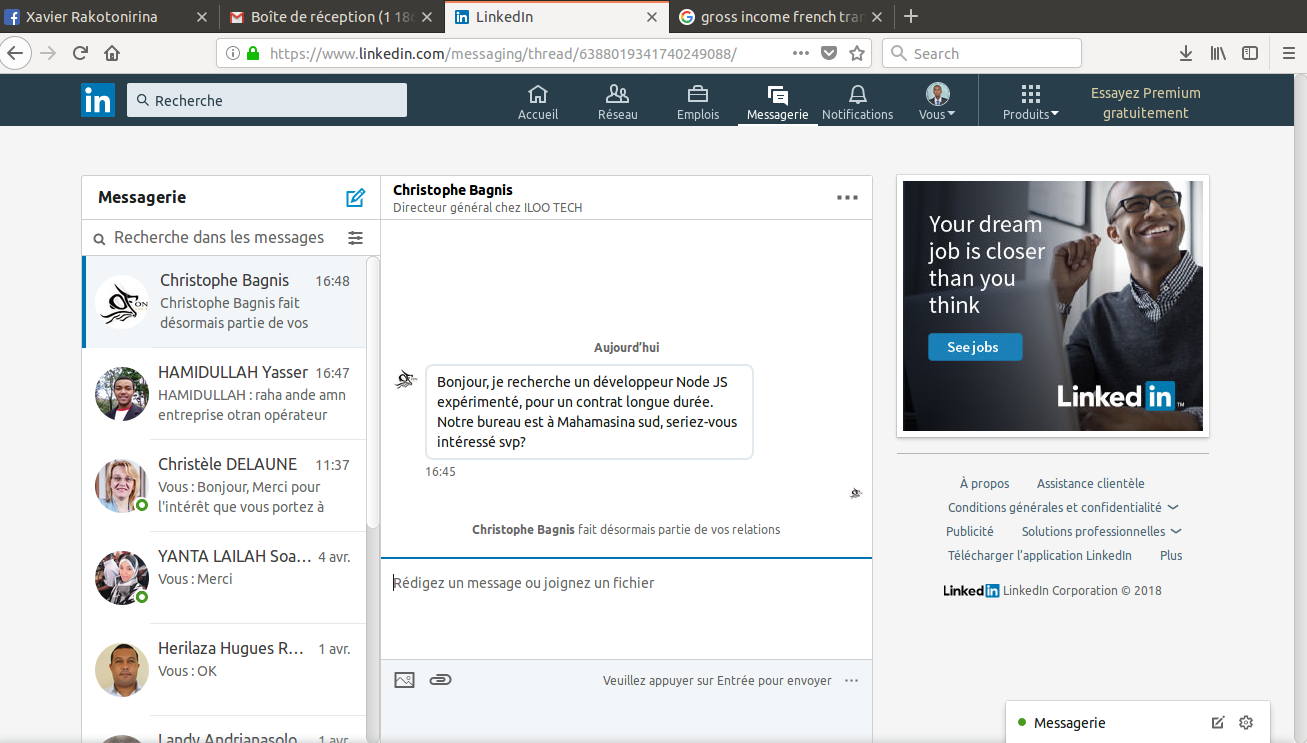 Xavier Rakotonirina
Boîte de réception (1 18
LinkedIn
gross income french tran
https://www.linkedin.com/messaging/thread/6388019341740249088/
Search
in
Recherche
Accueil
Réseau
Emplois
Messagerie
Notifications
Vous
Produits
Essayez Premium
gratuitement
Messagerie
Recherche dans les messages
Christophe Bagnis 16:48
Christophe Bagnis fait
désormais partie de vos
HAMIDULLAH Yasser 16:47
HAMIDULLAH : raha ande amn
entreprise otran opérateur
Christèle DELAUNE 11:37
Vous : Bonjour, Merci pour
l'intérêt que vous portez à
YANTA LAILAH Soa... 4 avr.
Vous : Merci
Herilaza Hugues R... 1 avr.
Vous : OK
Landy Andrianasolo 1 avr.
Christophe Bagnis
Directeur général chez ILOO TECH
Aujourd'hui
Bonjour, je recherche un développeur Node JS
expérimenté, pour un contrat longue durée.
Notre bureau est à Mahamasina sud, seriez-vous
intéressé svp?
16:45
Christophe Bagnis fait désormais partie de vos relations
Rédigez un message ou joignez un fichier
Veuillez appuyer sur Entrée pour envoyer
Your dream
job is closer
than you
think
See jobs
LinkedIn™
À propos Assistance clientèle
Conditions générales et confidentialité
Publicité Solutions professionnelles
Télécharger l'application LinkedIn Plus
LinkedIn LinkedIn Corporation © 2018
Messagerie